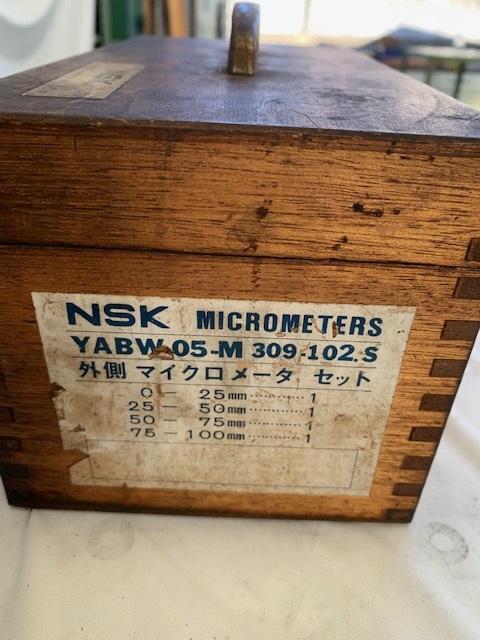 NSK MICROMETERS
YABW-05-M 309-102.S
外側 マイクロメータ セット
0 — 25mm ………… 1
25 — 50mm ………… 1
50 — 75mm ………… 1
75 — 100mm ………… 1